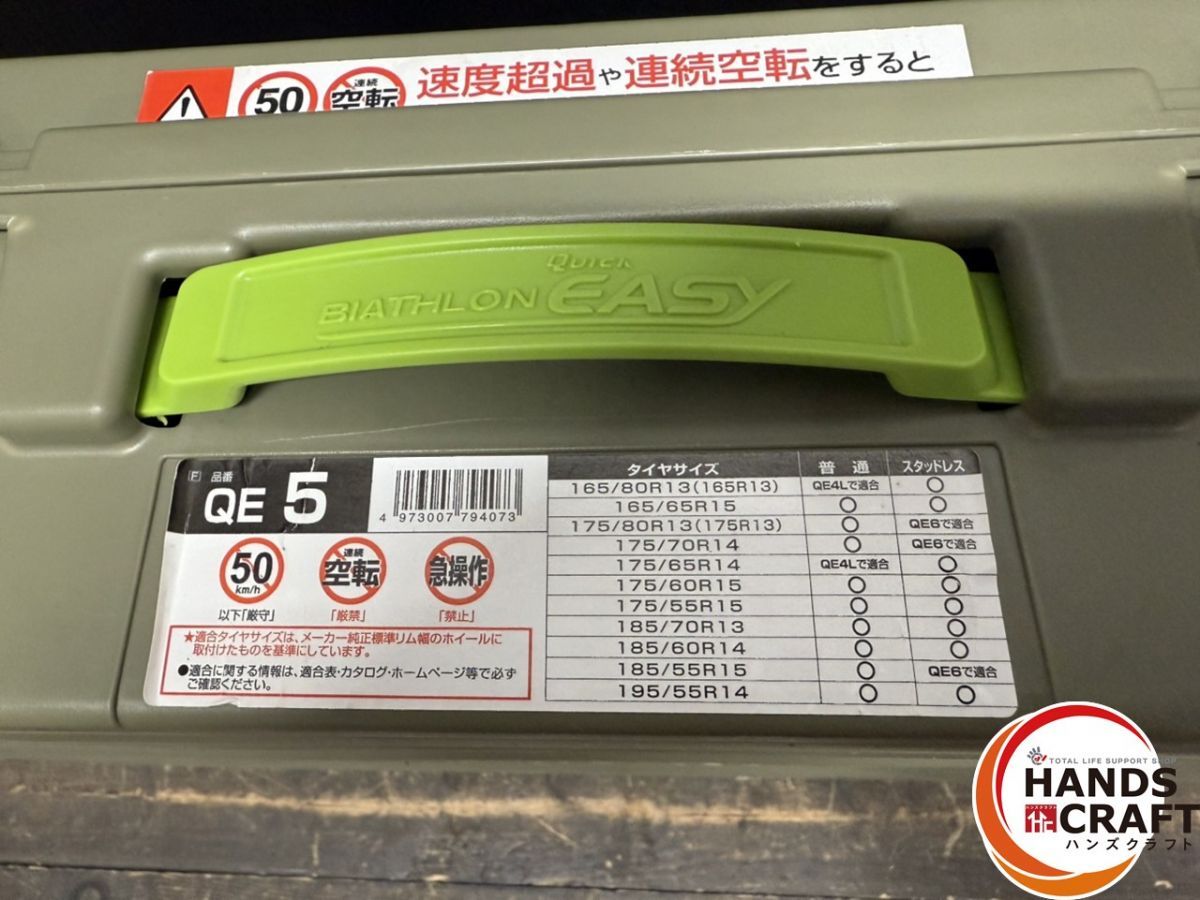 50
連続
空転
速度超過や連続空転をすると
QUICK
BIATHLON EASY
F 品番
QE 5
4 973007 794073
50
km/h
以下「厳守」
連続
空転
「厳禁」
急操作
「禁止」
★適合タイヤサイズは、メーカー純正標準リム幅のホイールに
取付けたものを基準にしています。
●適合に関する情報は、適合表・カタログ・ホームページ等で必ず
ご確認ください。
タイヤサイズ 普通 スタッドレス
165/80R13(165R13) QE4Lで適合 ○
165/65R15 ○ ○
175/80R13(175R13) ○ QE6で適合
175/70R14 ○ QE6で適合
175/65R14 QE4Lで適合 ○
175/60R15 ○ ○
175/55R15 ○ ○
185/70R13 ○ ○
185/60R14 ○ ○
185/55R15 ○ QE6で適合
195/55R14 ○ ○
TOTAL LIFE SUPPORT SHOP
HANDS
ハンズクラフト
CRAFT
ハンズクラフト